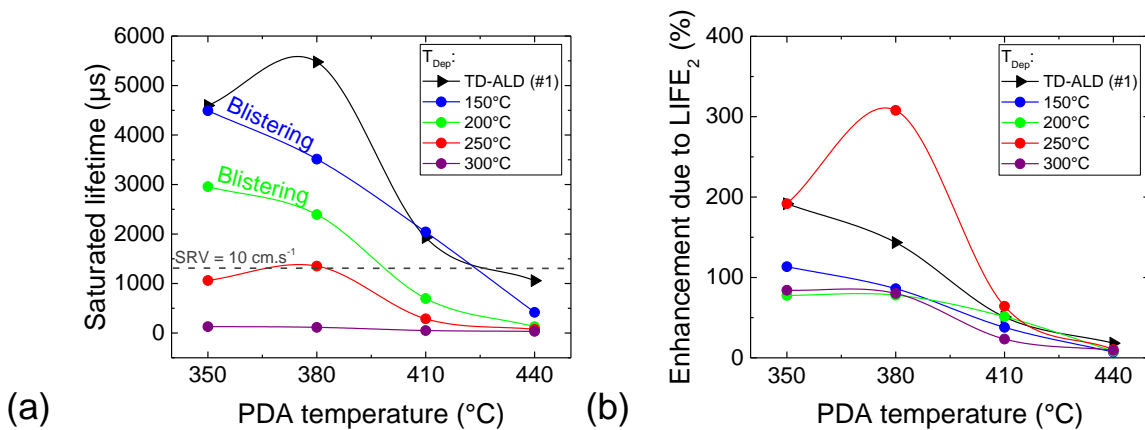 6000
5000
4000
3000
2000
1000
0
350
380
410
440
Saturated lifetime (µs)
PDA temperature (°C)
T_Dep:
TD-ALD (#1)
150°C
200°C
250°C
300°C
Blistering
Blistering
SRV = 10 cm.s⁻¹
(a)
400
300
200
100
0
350
380
410
440
Enhancement due to LIFE₂ (%)
PDA temperature (°C)
T_Dep:
TD-ALD (#1)
150°C
200°C
250°C
300°C
(b)